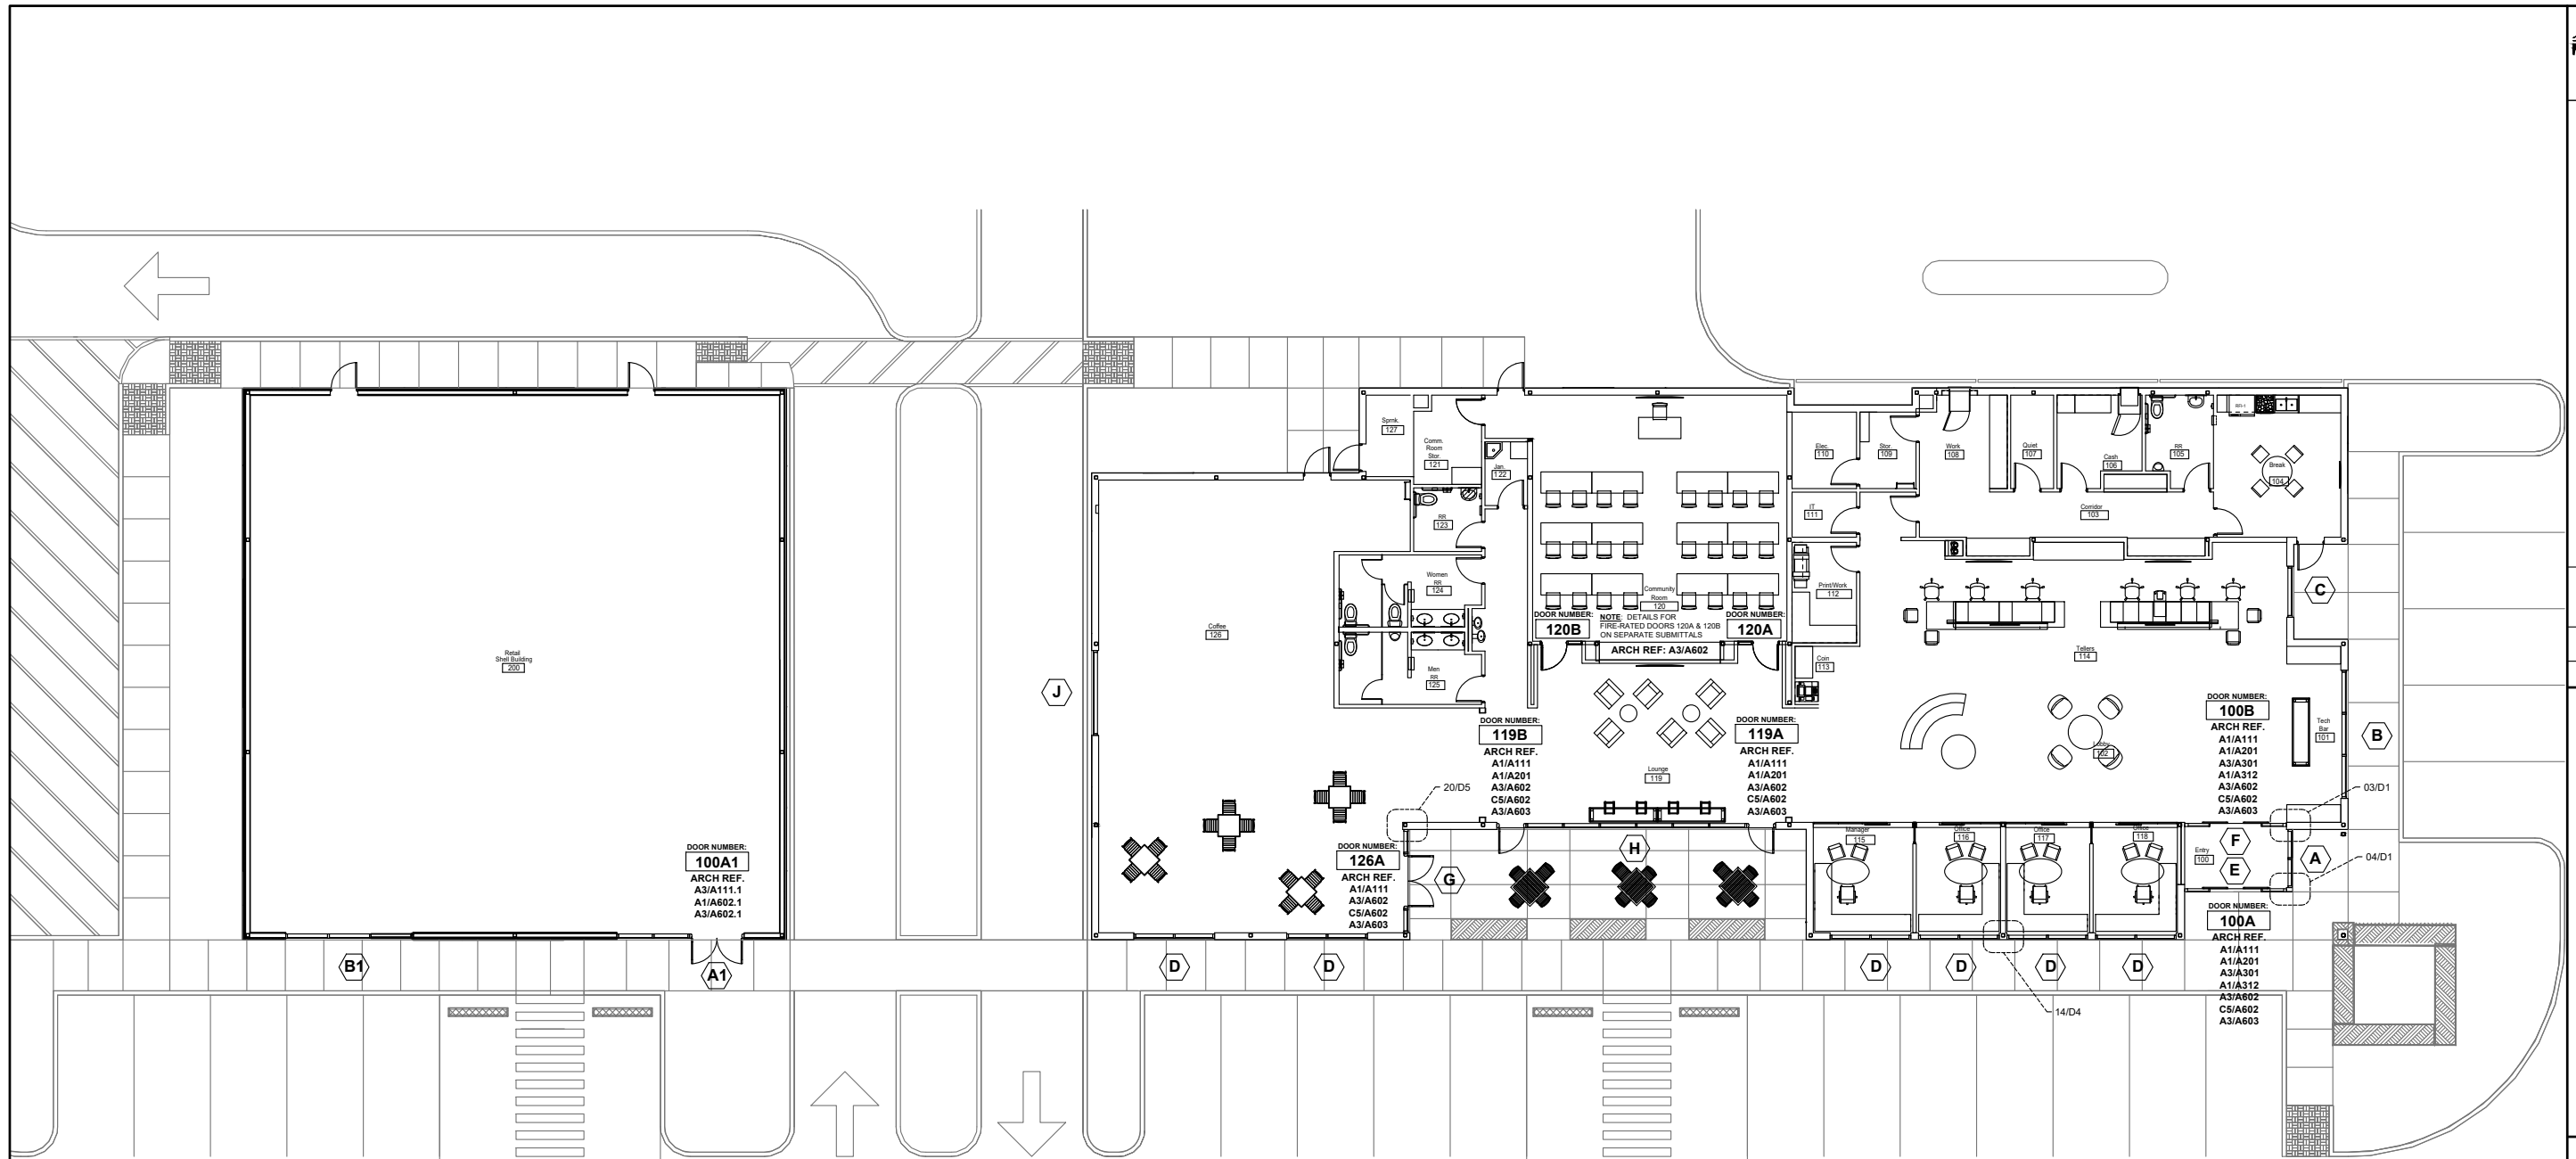 Sprnk.
127
Comm.
Room
Stor.
121
Jan.
122
RR
123
Women
RR
124
Men
RR
125
Coffee
126
Retail
Shell Building
200
Elec.
110
Stor.
109
Work
108
Quiet
107
Cash
106
RR
105
Break
104
IT
111
Corridor
103
Print/Work
112
Coin
113
Tellers
114
Community
Room
120
DOOR NUMBER:
120B
NOTE: DETAILS FOR
FIRE-RATED DOORS 120A & 120B
ON SEPARATE SUBMITTALS
DOOR NUMBER:
120A
ARCH REF: A3/A602
C
J
B
Tech
Bar
101
Lobby
102
Lounge
119
DOOR NUMBER:
119B
ARCH REF.
A1/A111
A1/A201
A3/A602
C5/A602
A3/A603
DOOR NUMBER:
119A
ARCH REF.
A1/A111
A1/A201
A3/A602
C5/A602
A3/A603
DOOR NUMBER:
100B
ARCH REF.
A1/A111
A1/A201
A3/A301
A1/A312
A3/A602
C5/A602
A3/A603
20/D5
03/D1
04/D1
14/D4
DOOR NUMBER:
100A1
ARCH REF.
A3/A111.1
A1/A602.1
A3/A602.1
DOOR NUMBER:
126A
ARCH REF.
A1/A111
A3/A602
C5/A602
A3/A603
G
H
Manager
115
Office
116
Office
117
Office
118
Entry
100
F
E
A
DOOR NUMBER:
100A
ARCH REF.
A1/A111
A1/A201
A3/A301
A1/A312
A3/A602
C5/A602
A3/A603
B1
A1
D
D
D
D
D
D